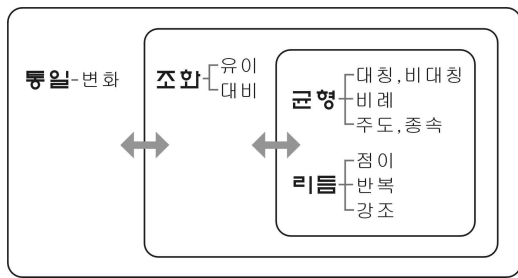 통일-변화
조화
유이
대비
균형
대칭,비대칭
비례
주도,종속
리듬
점이
반복
강조